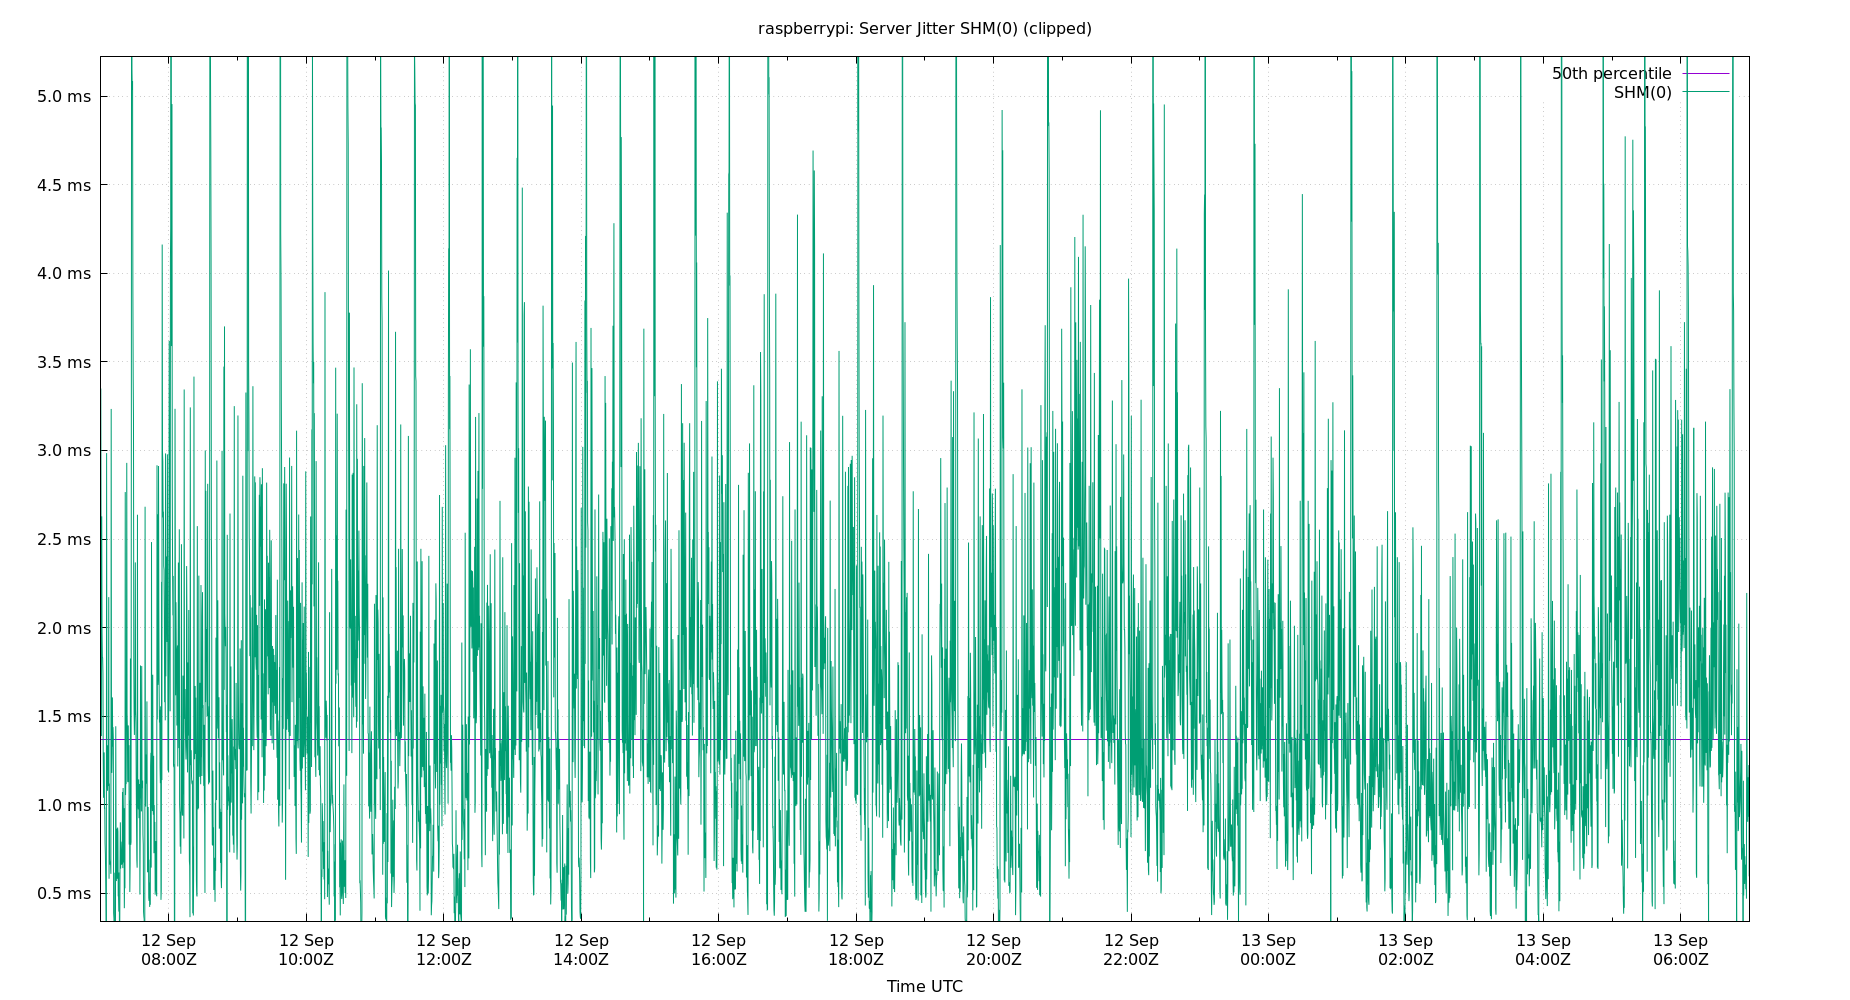 raspberrypi: Server Jitter SHM(0) (clipped)
50th percentile
SHM(0)
5.0 ms
4.5 ms
4.0 ms
3.5 ms
3.0 ms
2.5 ms
2.0 ms
1.5 ms
1.0 ms
0.5 ms
12 Sep 12 Sep 12 Sep 12 Sep 12 Sep 12 Sep 12 Sep 12 Sep 13 Sep 13 Sep 13 Sep 13 Sep
08:00Z 10:00Z 12:00Z 14:00Z 16:00Z 18:00Z 20:00Z 22:00Z 00:00Z 02:00Z 04:00Z 06:00Z
Time UTC